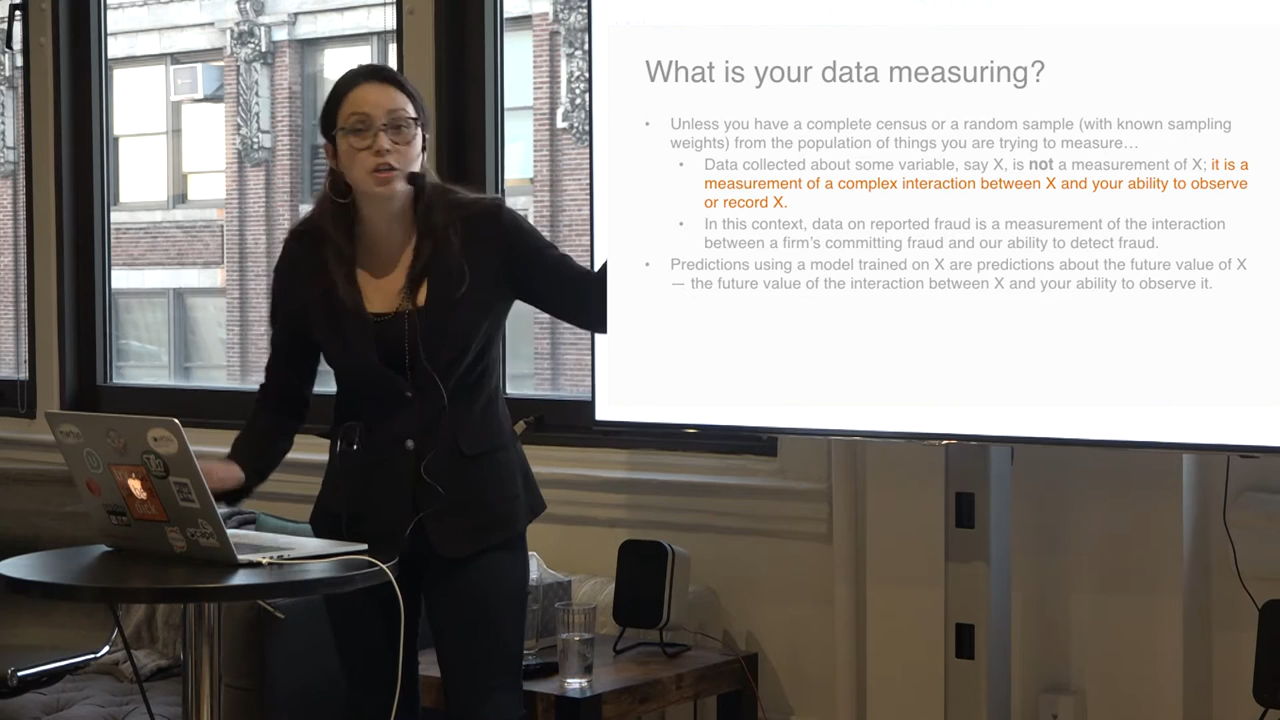 What is your data measuring?
• Unless you have a complete census or a random sample (with known sampling
weights) from the population of things you are trying to measure…
• Data collected about some variable, say X, is not a measurement of X; it is a
measurement of a complex interaction between X and your ability to observe
or record X.
• In this context, data on reported fraud is a measurement of the interaction
between a firm's committing fraud and our ability to detect fraud.
• Predictions using a model trained on X are predictions about the future value of X
— the future value of the interaction between X and your ability to observe it.